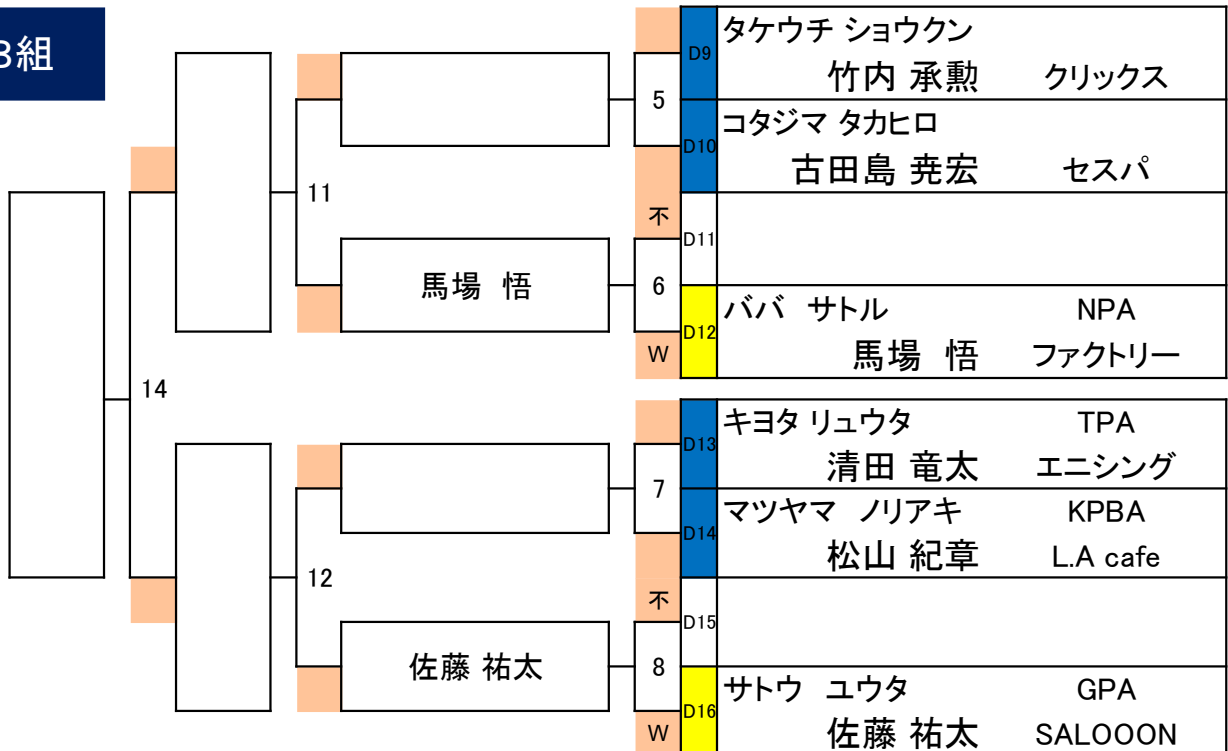 3組
タケウチ ショウクン
D9
竹内 承勲 クリックス
5
コタジマ タカヒロ
D10
古田島 尭宏 セスパ
11
不
D11
馬場 悟
6
ババ サトル NPA
D12
W
馬場 悟 ファクトリー
14
キヨタ リュウタ TPA
D13
清田 竜太 エニシング
7
マツヤマ ノリアキ KPBA
D14
松山 紀章 L.A cafe
12
不
D15
佐藤 祐太
8
サトウ ユウタ GPA
D16
W
佐藤 祐太 SALOOON